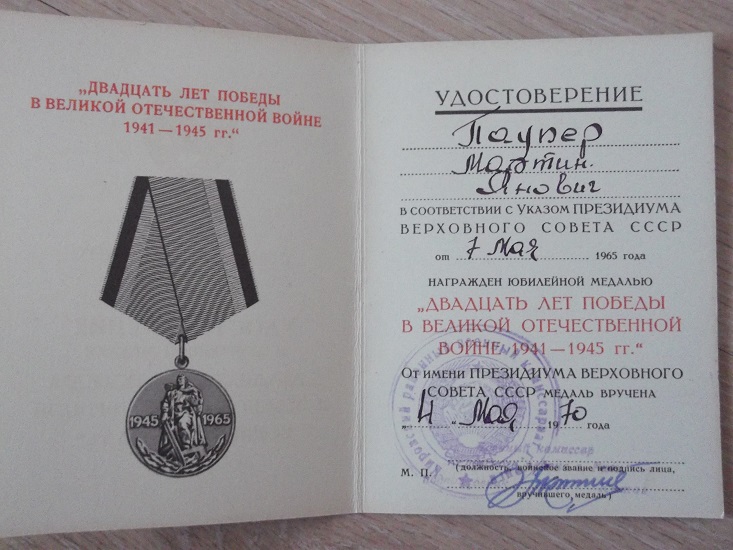 „ДВАДЦАТЬ ЛЕТ ПОБЕДЫ
В ВЕЛИКОЙ ОТЕЧЕСТВЕННОЙ ВОЙНЕ
1941—1945 гг.“
1945 1965
УДОСТОВЕРЕНИЕ
Паупер
Мартин
Янович
В СООТВЕТСТВИИ С УКАЗОМ ПРЕЗИДИУМА
ВЕРХОВНОГО СОВЕТА СССР
от 7 Мая 1965 года
НАГРАЖДЕН ЮБИЛЕЙНОЙ МЕДАЛЬЮ
„ДВАДЦАТЬ ЛЕТ ПОБЕДЫ
В ВЕЛИКОЙ ОТЕЧЕСТВЕННОЙ
ВОЙНЕ 1941—1945 гг.“
От имени ПРЕЗИДИУМА ВЕРХОВНОГО
СОВЕТА СССР МЕДАЛЬ ВРУЧЕНА
„4 Мая 1970 года
М. П. (должность, воинское звание и подпись лица,
вручившего медаль)